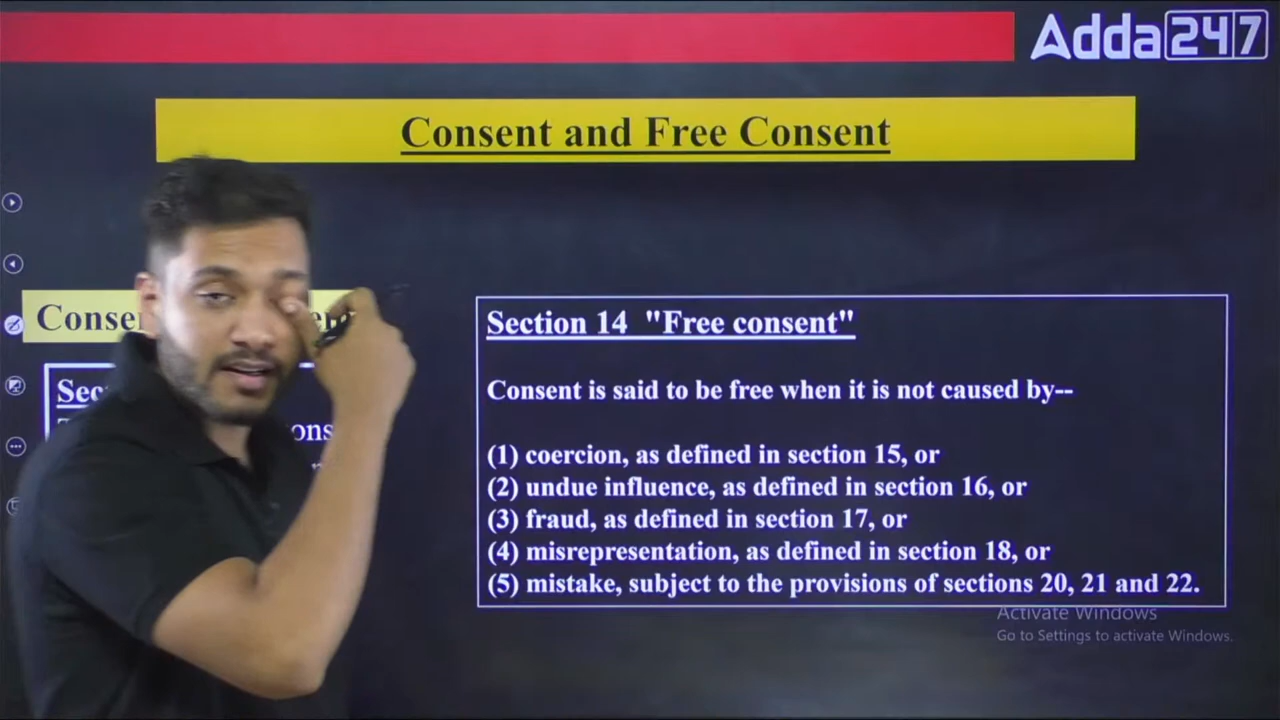 Adda247
Consent and Free Consent
Section 14 "Free consent"
Consent is said to be free when it is not caused by--
(1) coercion, as defined in section 15, or
(2) undue influence, as defined in section 16, or
(3) fraud, as defined in section 17, or
(4) misrepresentation, as defined in section 18, or
(5) mistake, subject to the provisions of sections 20, 21 and 22.
Activate Windows
Go to Settings to activate Windows.